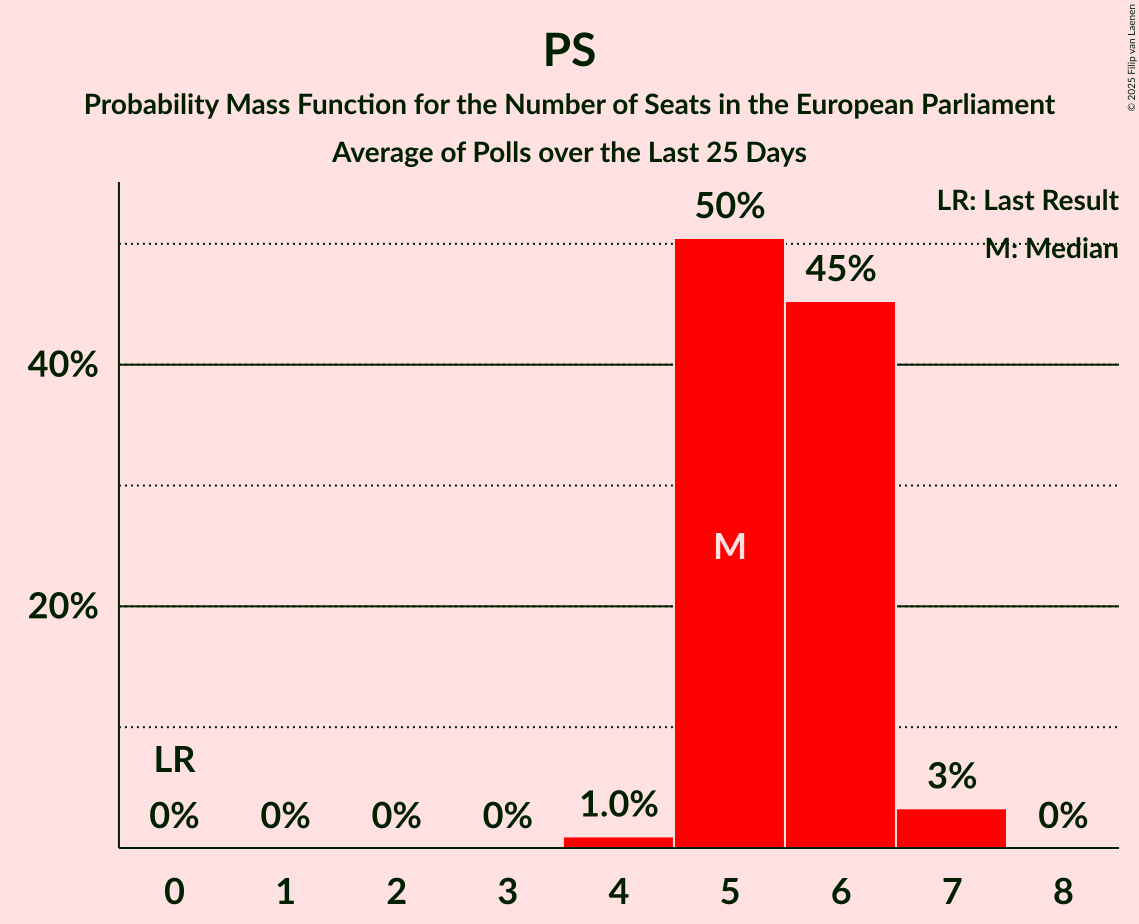 PS
Probability Mass Function for the Number of Seats in the European Parliament
Average of Polls over the Last 25 Days
© 2025 Filip van Laenen
LR: Last Result
M: Median
50%
45%
40%
M
20%
LR
0%
0%
0%
0%
1.0%
3%
0%
0
1
2
3
4
5
6
7
8